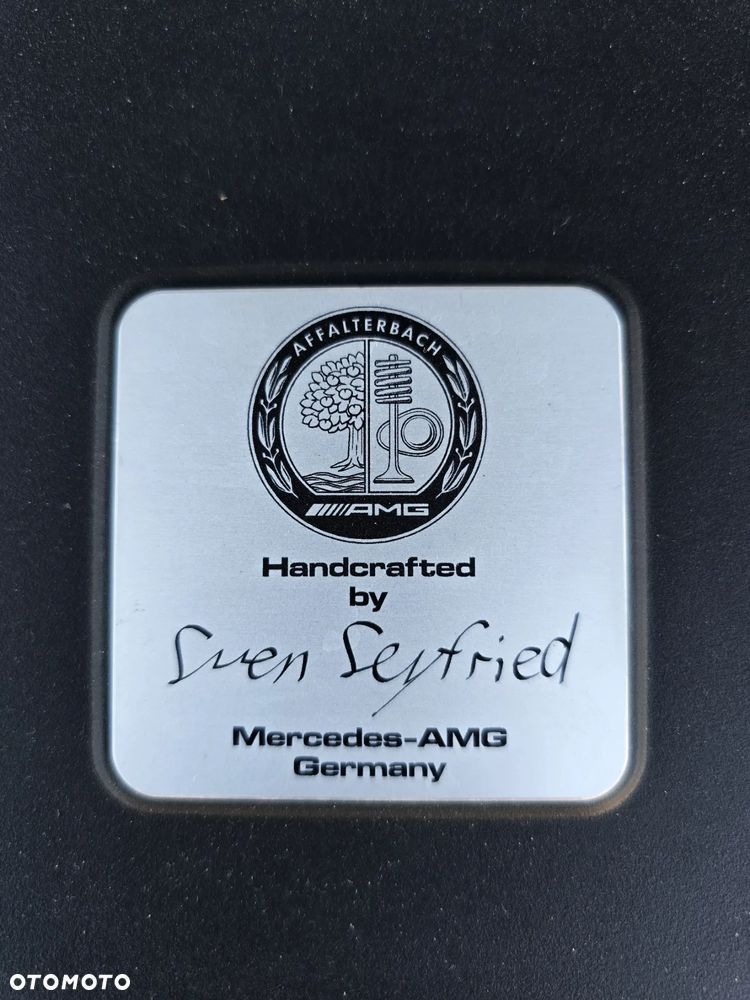 AFFALTERBACH
AMG
Handcrafted
by
Sven Seyfried
Mercedes-AMG
Germany
OTOMOTO